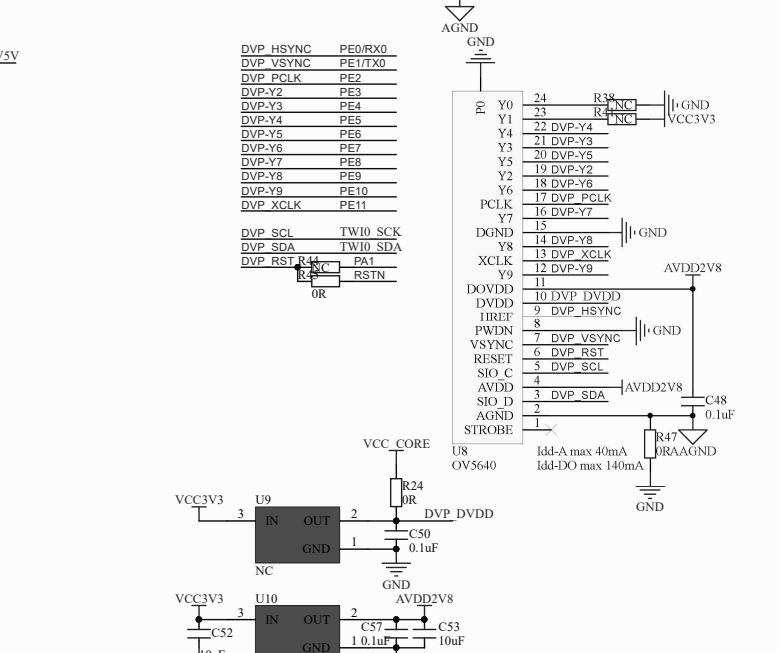 /5V
AGND
GND
DVP_HSYNC PE0/RX0
DVP_VSYNC PE1/TX0
DVP_PCLK PE2
DVP-Y2 PE3
DVP-Y3 PE4
DVP-Y4 PE5
DVP-Y5 PE6
DVP-Y6 PE7
DVP-Y7 PE8
DVP-Y8 PE9
DVP-Y9 PE10
DVP_XCLK PE11
DVP_SCL TWI0_SCK
DVP_SDA TWI0_SDA
DVP_RST R44 NC PA1
R45 RSTN
0R
P0
Y0 24 R38 NC GND
Y1 23 R41 NC VCC3V3
Y4 22 DVP-Y4
Y3 21 DVP-Y3
Y5 20 DVP-Y5
Y2 19 DVP-Y2
Y6 18 DVP-Y6
PCLK 17 DVP_PCLK
Y7 16 DVP-Y7
DGND 15 GND
Y8 14 DVP-Y8
XCLK 13 DVP_XCLK
Y9 12 DVP-Y9
AVDD2V8
DOVDD 11
DVDD 10 DVP_DVDD
HREF 9 DVP_HSYNC
PWDN 8 GND
VSYNC 7 DVP_VSYNC
RESET 6 DVP_RST
SIO_C 5 DVP_SCL
AVDD 4 AVDD2V8
SIO_D 3 DVP_SDA
AGND 2
STROBE 1
C48
0.1uF
R47
0R
AAGND
GND
U8
OV5640
Idd-A max 40mA
Idd-DO max 140mA
VCC_CORE
R24
0R
VCC3V3
U9
3 IN OUT 2 DVP_DVDD
GND 1
C50
0.1uF
GND
NC
VCC3V3 U10 AVDD2V8
3 IN OUT 2
C52
C57 C53
GND 1 0.1uF 10uF